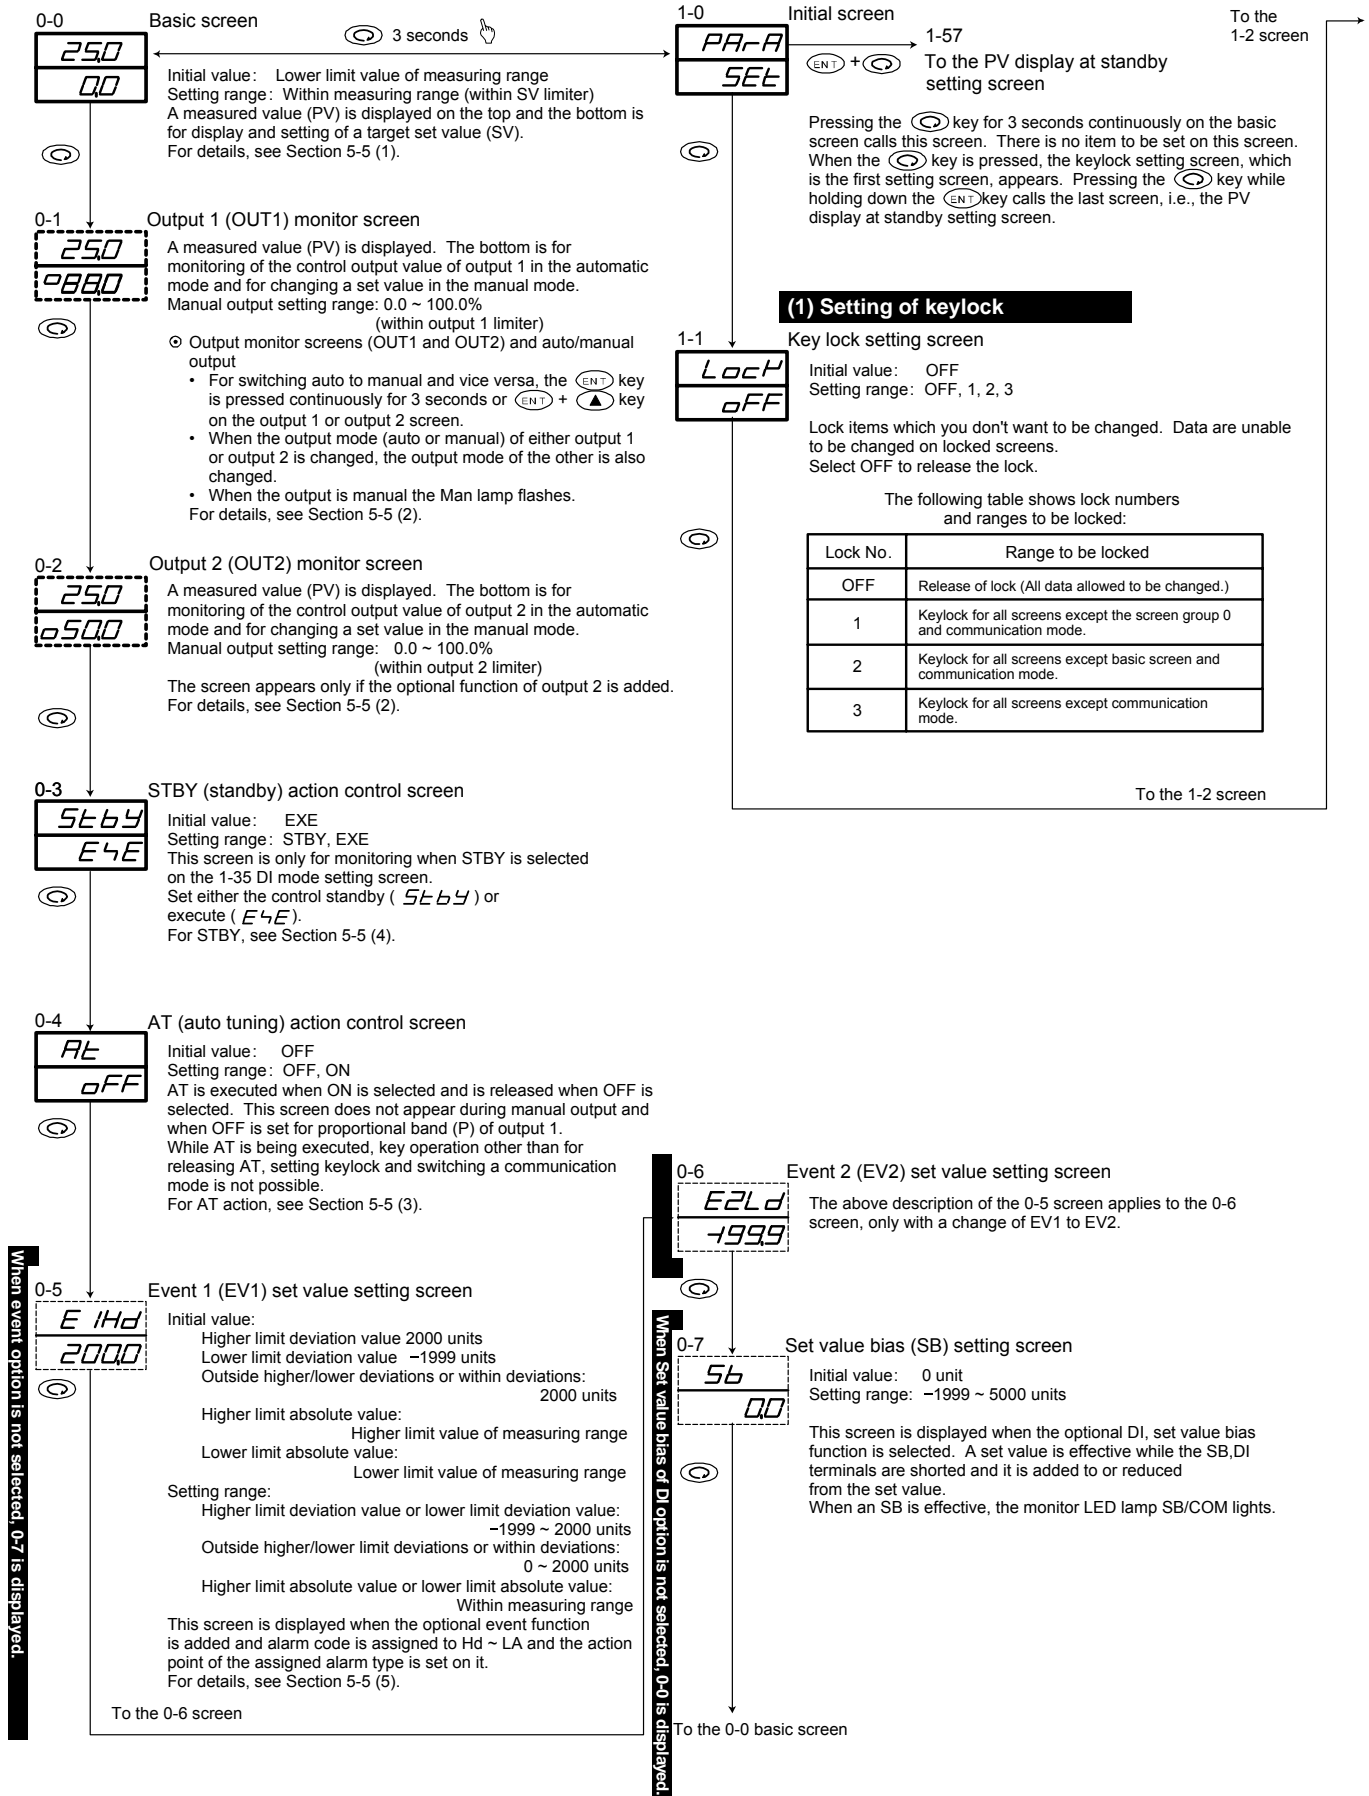 0-0
Basic screen
3 seconds
25.0
0.0
Initial value: Lower limit value of measuring range
Setting range: Within measuring range (within SV limiter)
A measured value (PV) is displayed on the top and the bottom is
for display and setting of a target set value (SV).
For details, see Section 5-5 (1).
0-1
Output 1 (OUT1) monitor screen
25.0
o88.0
A measured value (PV) is displayed. The bottom is for
monitoring of the control output value of output 1 in the automatic
mode and for changing a set value in the manual mode.
Manual output setting range: 0.0 ~ 100.0%
(within output 1 limiter)
Output monitor screens (OUT1 and OUT2) and auto/manual
output
• For switching auto to manual and vice versa, the ENT key
is pressed continuously for 3 seconds or ENT + ▲ key
on the output 1 or output 2 screen.
• When the output mode (auto or manual) of either output 1
or output 2 is changed, the output mode of the other is also
changed.
• When the output is manual the Man lamp flashes.
For details, see Section 5-5 (2).
0-2
Output 2 (OUT2) monitor screen
25.0
o50.0
A measured value (PV) is displayed. The bottom is for
monitoring of the control output value of output 2 in the automatic
mode and for changing a set value in the manual mode.
Manual output setting range: 0.0 ~ 100.0%
(within output 2 limiter)
The screen appears only if the optional function of output 2 is added.
For details, see Section 5-5 (2).
0-3
STBY (standby) action control screen
Stby
EXE
Initial value: EXE
Setting range: STBY, EXE
This screen is only for monitoring when STBY is selected
on the 1-35 DI mode setting screen.
Set either the control standby ( Stby ) or
execute ( EXE ).
For STBY, see Section 5-5 (4).
0-4
AT (auto tuning) action control screen
At
oFF
Initial value: OFF
Setting range: OFF, ON
AT is executed when ON is selected and is released when OFF is
selected. This screen does not appear during manual output and
when OFF is set for proportional band (P) of output 1.
While AT is being executed, key operation other than for
releasing AT, setting keylock and switching a communication
mode is not possible.
For AT action, see Section 5-5 (3).
When event option is not selected, 0-7 is displayed.
0-5
Event 1 (EV1) set value setting screen
E1Hd
200.0
Initial value:
Higher limit deviation value 2000 units
Lower limit deviation value −1999 units
Outside higher/lower deviations or within deviations:
2000 units
Higher limit absolute value:
Higher limit value of measuring range
Lower limit absolute value:
Lower limit value of measuring range
Setting range:
Higher limit deviation value or lower limit deviation value:
−1999 ~ 2000 units
Outside higher/lower limit deviations or within deviations:
0 ~ 2000 units
Higher limit absolute value or lower limit absolute value:
Within measuring range
This screen is displayed when the optional event function
is added and alarm code is assigned to Hd ~ LA and the action
point of the assigned alarm type is set on it.
For details, see Section 5-5 (5).
To the 0-6 screen
1-0
Initial screen
PArA
SEt
ENT +
1-57
To the PV display at standby
setting screen
To the
1-2 screen
Pressing the key for 3 seconds continuously on the basic
screen calls this screen. There is no item to be set on this screen.
When the key is pressed, the keylock setting screen, which
is the first setting screen, appears. Pressing the key while
holding down the ENT key calls the last screen, i.e., the PV
display at standby setting screen.
(1) Setting of keylock
1-1
Key lock setting screen
Lock
oFF
Initial value: OFF
Setting range: OFF, 1, 2, 3
Lock items which you don't want to be changed. Data are unable
to be changed on locked screens.
Select OFF to release the lock.
The following table shows lock numbers
and ranges to be locked:
Lock No. Range to be locked
OFF Release of lock (All data allowed to be changed.)
1 Keylock for all screens except the screen group 0
and communication mode.
2 Keylock for all screens except basic screen and
communication mode.
3 Keylock for all screens except communication
mode.
To the 1-2 screen
0-6
Event 2 (EV2) set value setting screen
E2Ld
-199.9
The above description of the 0-5 screen applies to the 0-6
screen, only with a change of EV1 to EV2.
When Set value bias of DI option is not selected, 0-0 is displayed.
0-7
Set value bias (SB) setting screen
Sb
0.0
Initial value: 0 unit
Setting range: −1999 ~ 5000 units
This screen is displayed when the optional DI, set value bias
function is selected. A set value is effective while the SB,DI
terminals are shorted and it is added to or reduced
from the set value.
When an SB is effective, the monitor LED lamp SB/COM lights.
To the 0-0 basic screen